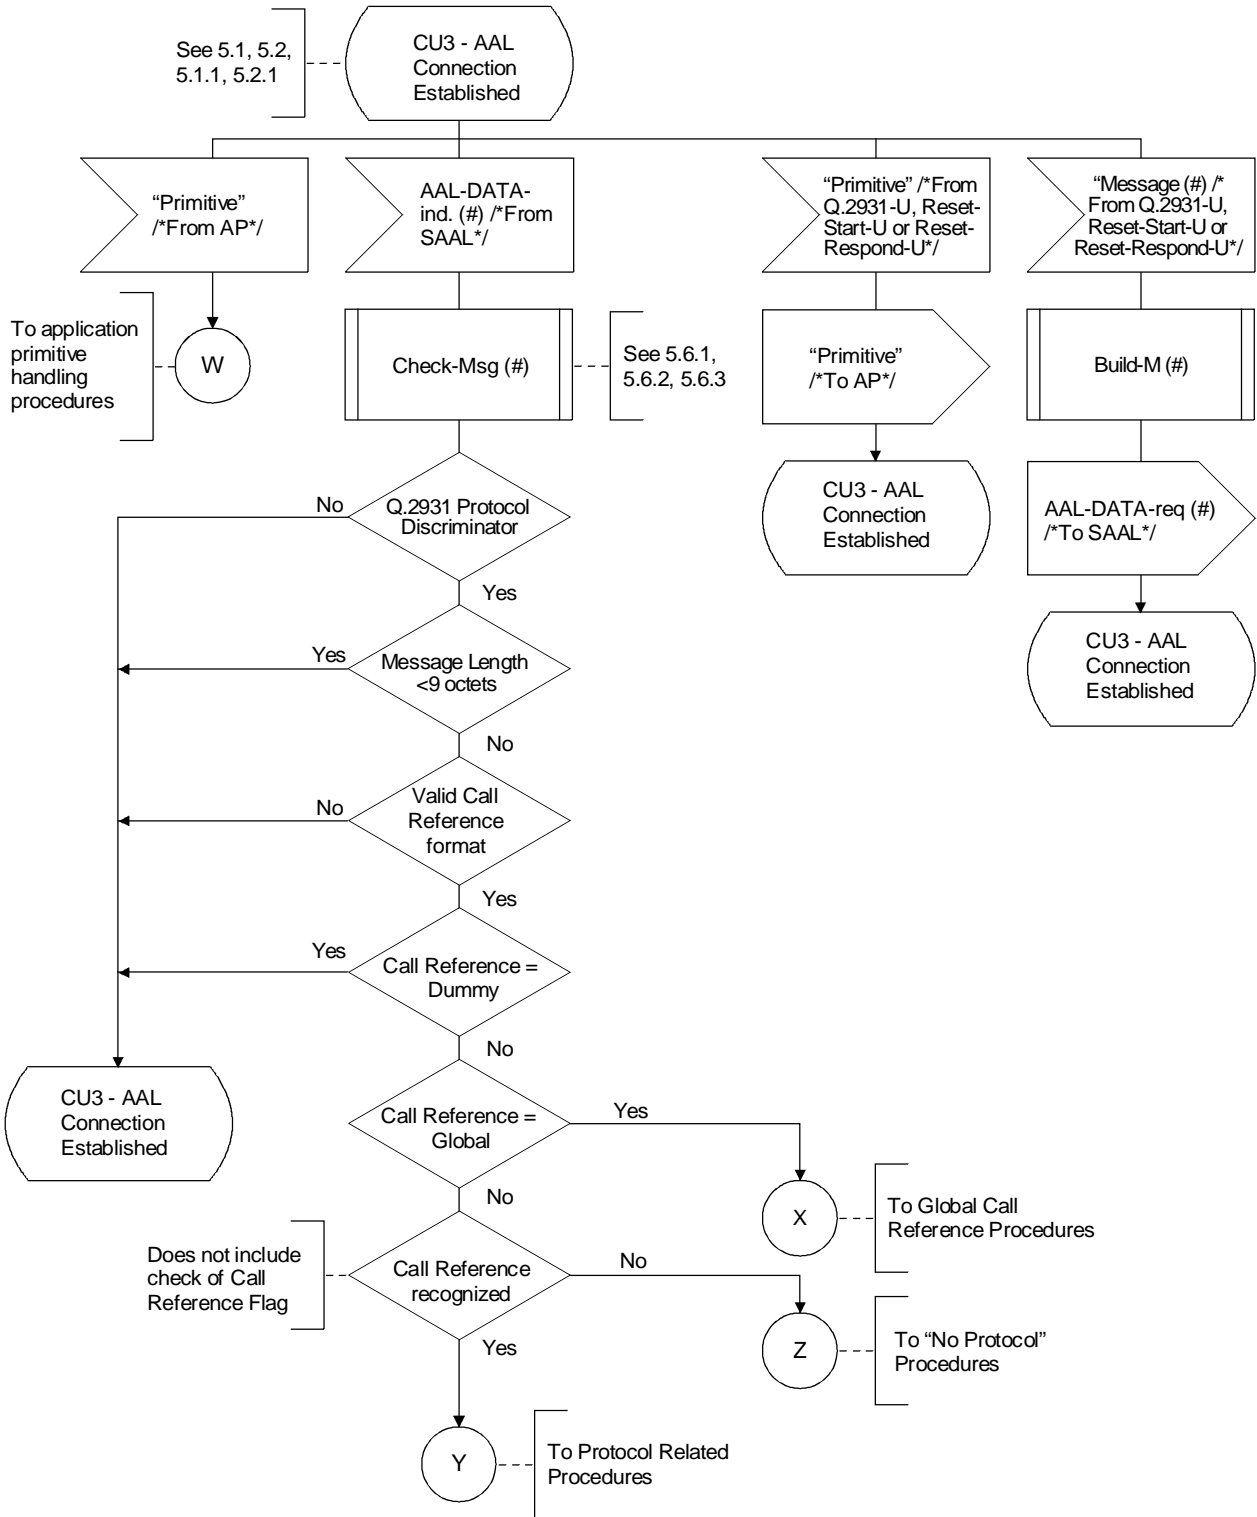 See 5.1, 5.2,
5.1.1, 5.2.1
CU3 - AAL
Connection
Established
“Primitive”
/*From AP*/
AAL-DATA-
ind. (#) /*From
SAAL*/
“Primitive” /*From
Q.2931-U, Reset-
Start-U or Reset-
Respond-U*/
“Message (#) /*
From Q.2931-U,
Reset-Start-U or
Reset-Respond-U*/
To application
primitive
handling
procedures
W
Check-Msg (#)
See 5.6.1,
5.6.2, 5.6.3
“Primitive”
/*To AP*/
Build-M (#)
CU3 - AAL
Connection
Established
AAL-DATA-req (#)
/*To SAAL*/
CU3 - AAL
Connection
Established
No
Q.2931 Protocol
Discriminator
Yes
Yes
Message Length
<9 octets
No
No
Valid Call
Reference
format
Yes
Yes
Call Reference =
Dummy
No
CU3 - AAL
Connection
Established
Call Reference =
Global
Yes
No
X
To Global Call
Reference Procedures
Does not include
check of Call
Reference Flag
Call Reference
recognized
No
Yes
Z
To “No Protocol”
Procedures
Y
To Protocol Related
Procedures